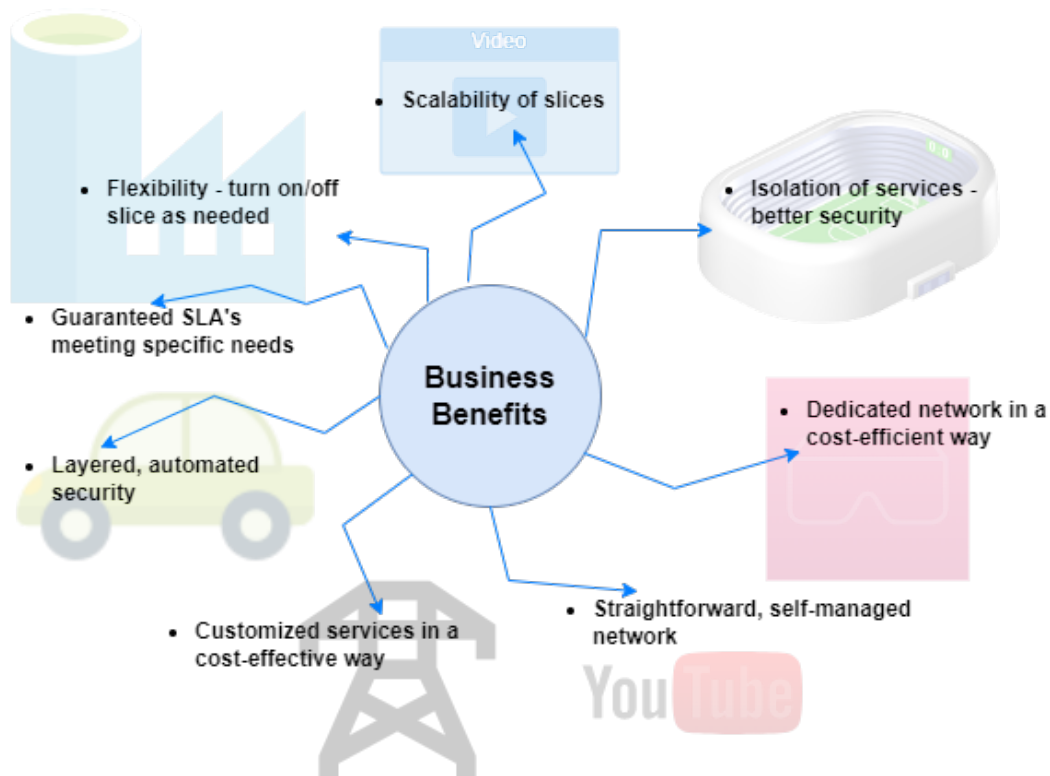 Video
• Scalability of slices
• Flexibility - turn on/off
slice as needed
• Isolation of services -
better security
• Guaranteed SLA's
meeting specific needs
Business
Benefits
• Dedicated network in a
cost-efficient way
• Layered, automated
security
• Straightforward, self-managed
network
• Customized services in a
cost-effective way
YouTube